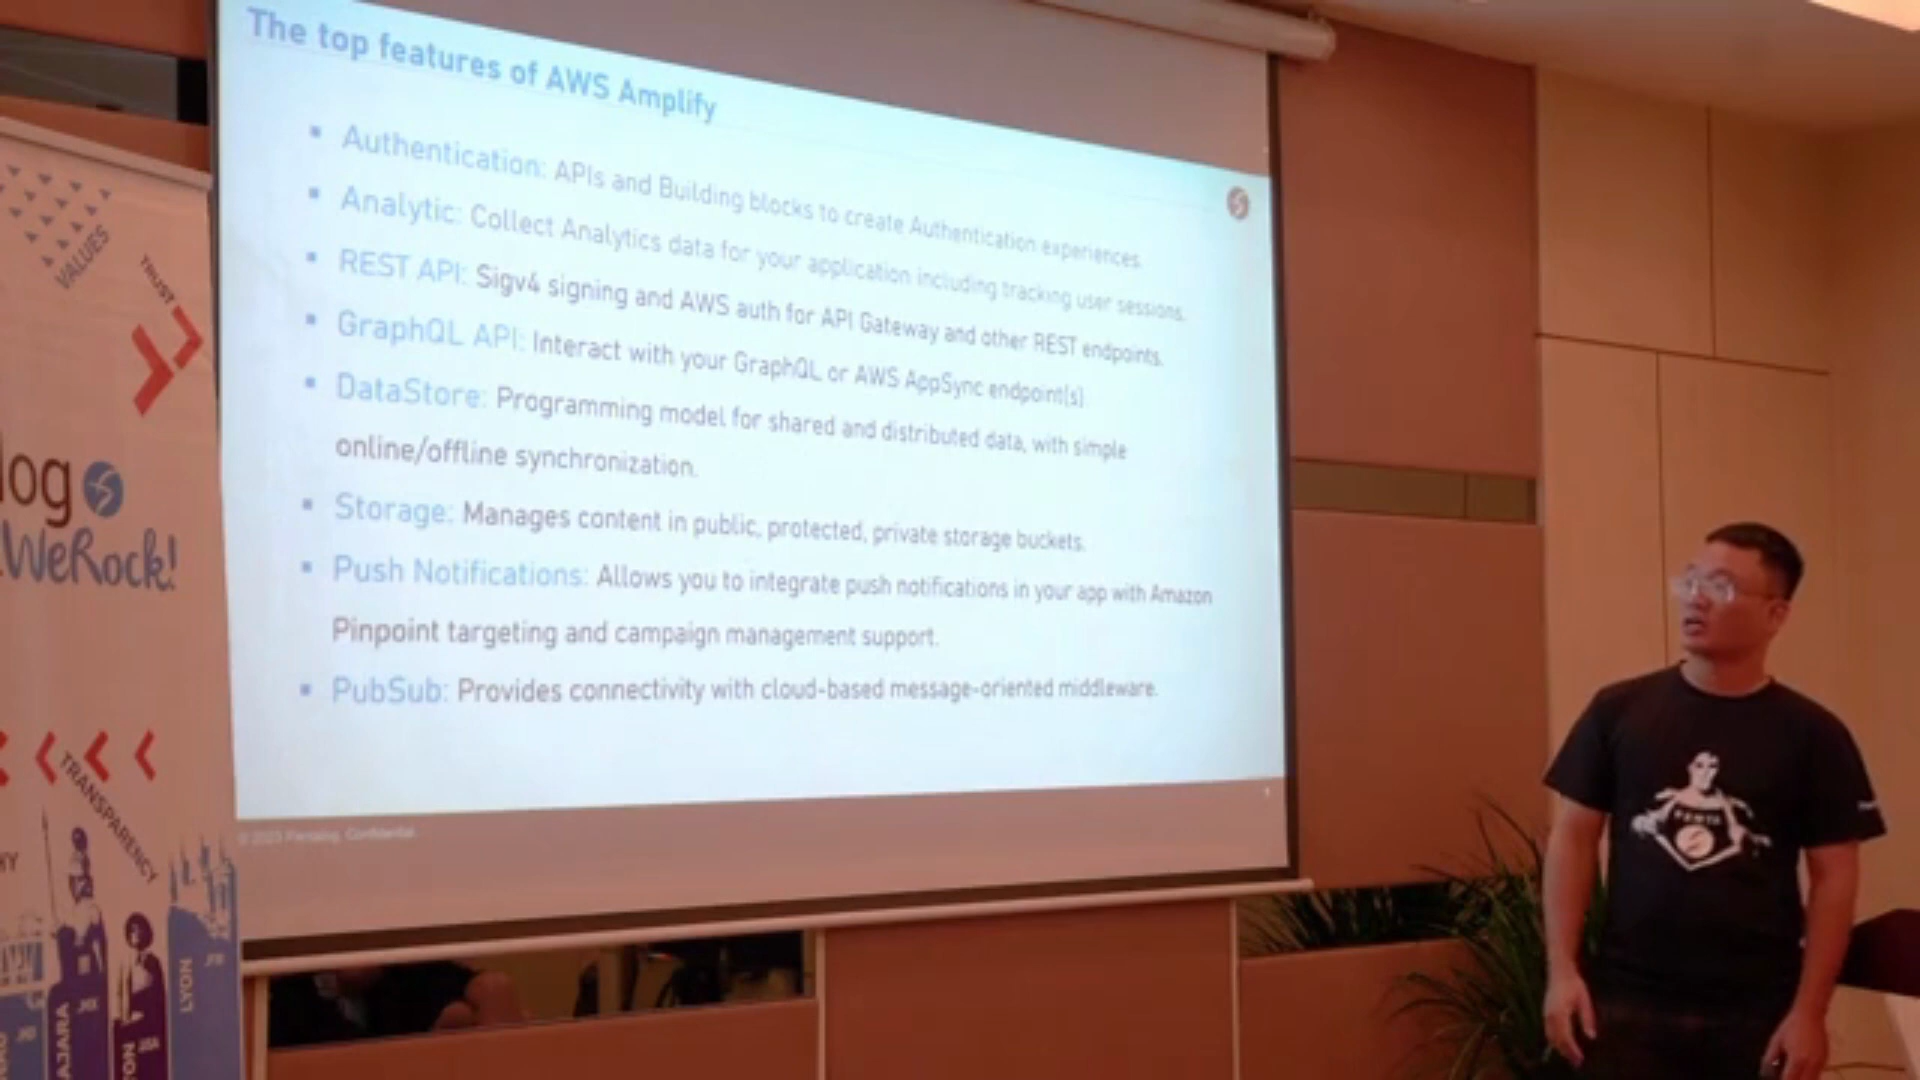 The top features of AWS Amplify
▪ Authentication: APIs and Building blocks to create Authentication experiences.
▪ Analytic: Collect Analytics data for your application including tracking user sessions.
▪ REST API: Sigv4 signing and AWS auth for API Gateway and other REST endpoints.
▪ GraphQL API: Interact with your GraphQL or AWS AppSync endpoint(s)
▪ DataStore: Programming model for shared and distributed data, with simple
online/offline synchronization.
▪ Storage: Manages content in public, protected, private storage buckets.
▪ Push Notifications: Allows you to integrate push notifications in your app with Amazon
Pinpoint targeting and campaign management support.
▪ PubSub: Provides connectivity with cloud-based message-oriented middleware.
© 2023 Pentalog. Confidential
VALUES
TRUST
log
WeRock!
TRANSPARENCY
LYON
AJARA